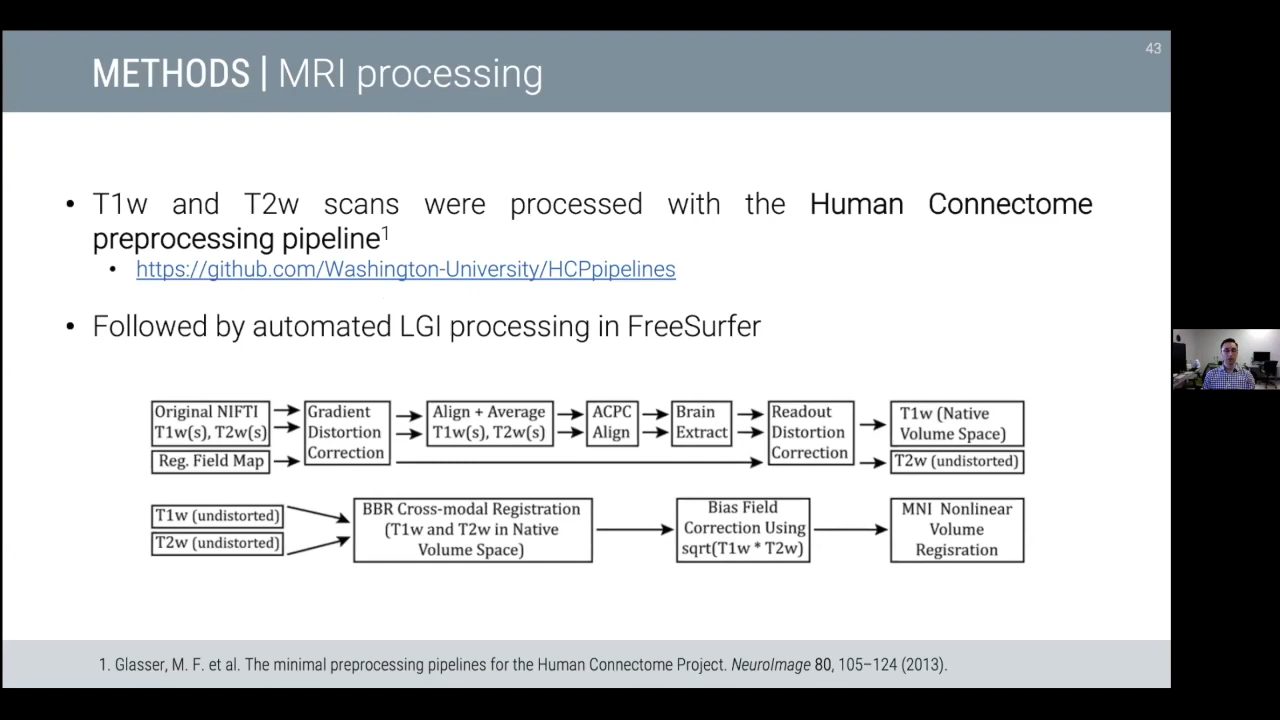 43
METHODS | MRI processing
• T1w and T2w scans were processed with the Human Connectome
preprocessing pipeline1
• https://github.com/Washington-University/HCPpipelines
• Followed by automated LGI processing in FreeSurfer
Original NIFTI
T1w(s), T2w(s)
Reg. Field Map
Gradient
Distortion
Correction
Align + Average
T1w(s), T2w(s)
ACPC
Align
Brain
Extract
Readout
Distortion
Correction
T1w (Native
Volume Space)
T2w (undistorted)
T1w (undistorted)
T2w (undistorted)
BBR Cross-modal Registration
(T1w and T2w in Native
Volume Space)
Bias Field
Correction Using
sqrt(T1w * T2w)
MNI Nonlinear
Volume
Regisration
1. Glasser, M. F. et al. The minimal preprocessing pipelines for the Human Connectome Project. NeuroImage 80, 105–124 (2013).